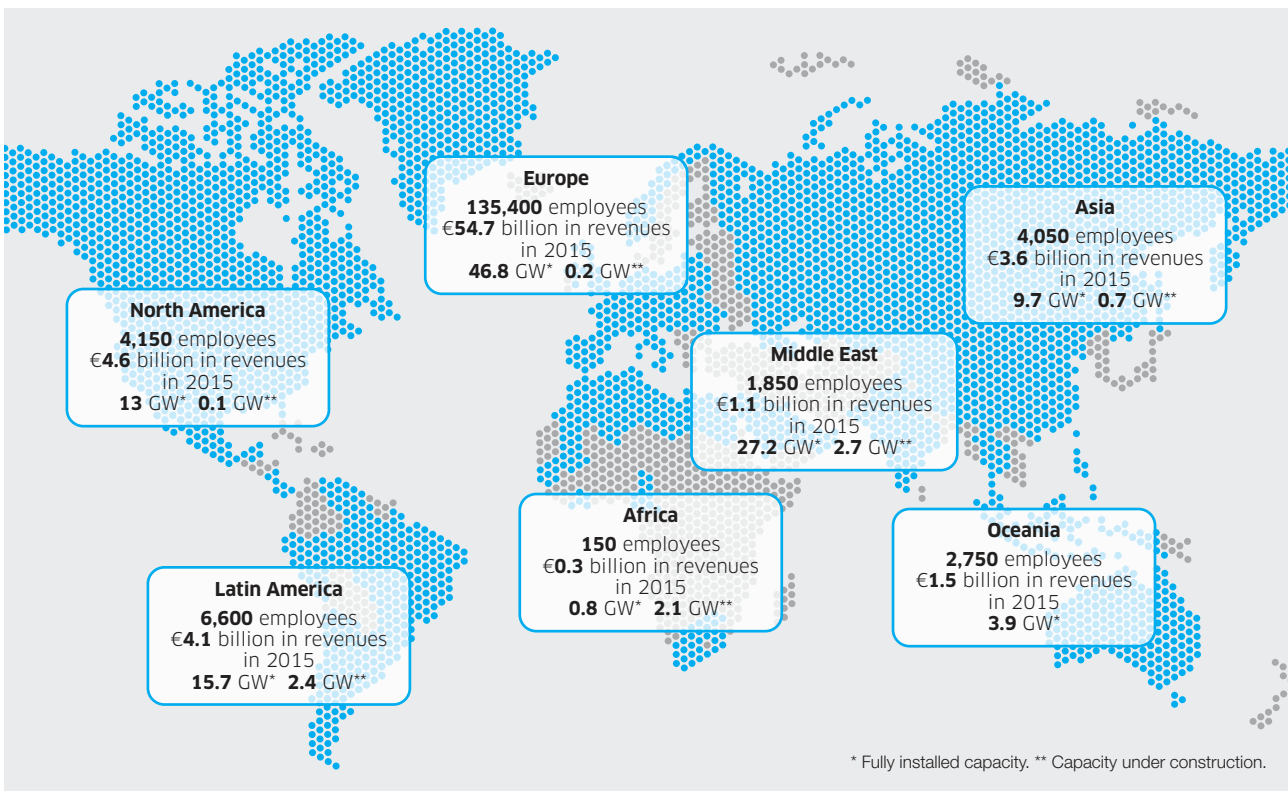 Europe
135,400 employees
€54.7 billion in revenues
in 2015
46.8 GW* 0.2 GW**
Asia
4,050 employees
€3.6 billion in revenues
in 2015
9.7 GW* 0.7 GW**
North America
4,150 employees
€4.6 billion in revenues
in 2015
13 GW* 0.1 GW**
Middle East
1,850 employees
€1.1 billion in revenues
in 2015
27.2 GW* 2.7 GW**
Africa
150 employees
€0.3 billion in revenues
in 2015
0.8 GW* 2.1 GW**
Oceania
2,750 employees
€1.5 billion in revenues
in 2015
3.9 GW*
Latin America
6,600 employees
€4.1 billion in revenues
in 2015
15.7 GW* 2.4 GW**
* Fully installed capacity. ** Capacity under construction.